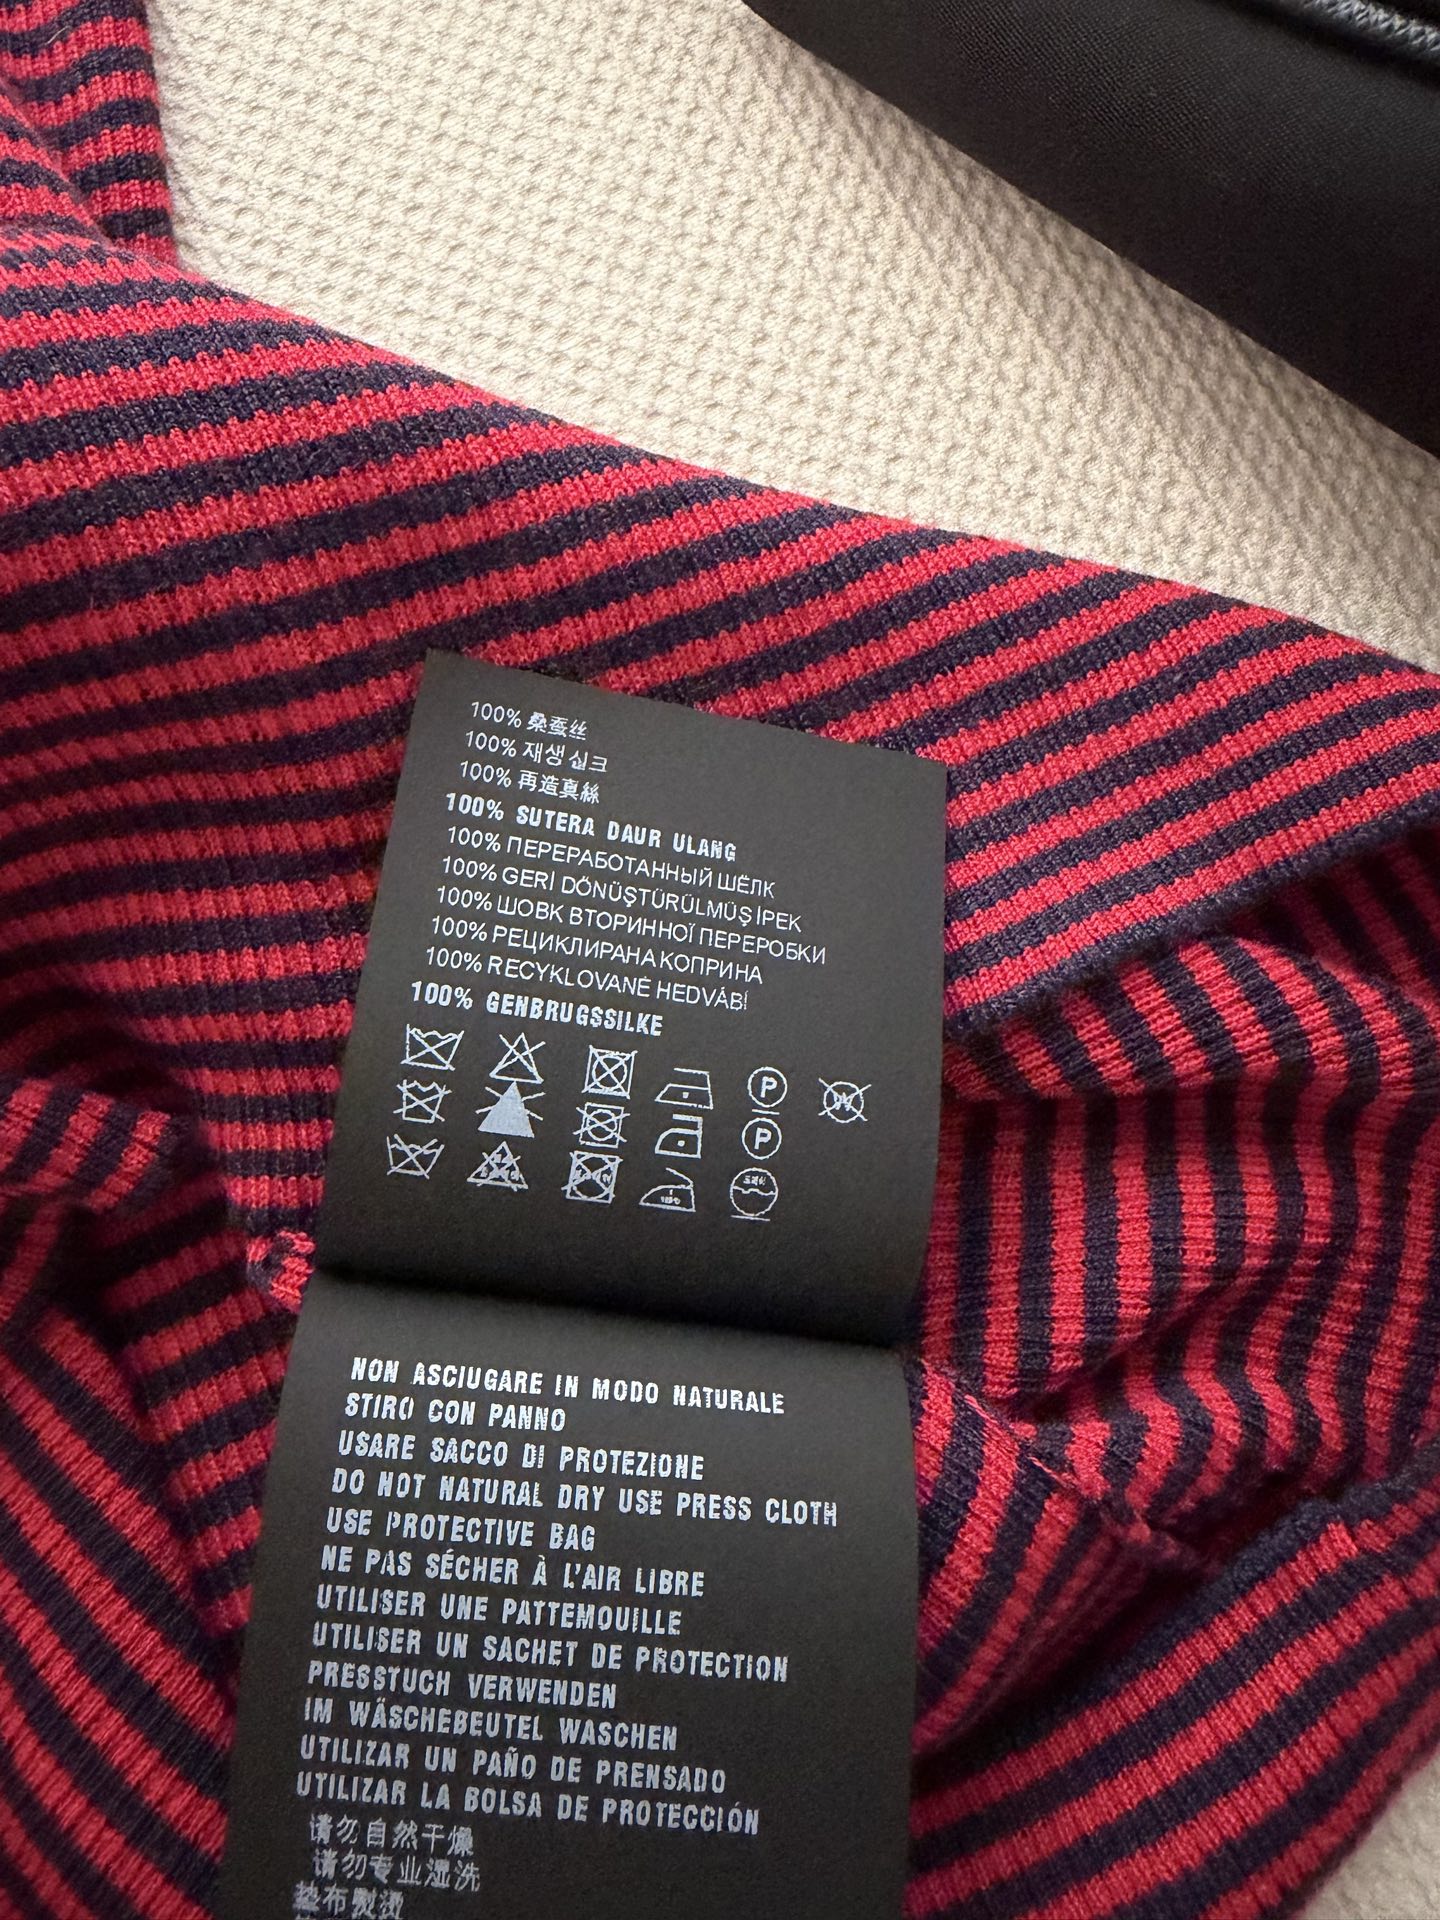 100% 桑蚕丝
100% 재생 실크
100% 再造真絲
100% SUTERA DAUR ULANG
100% ПЕРЕРАБОТАННЫЙ ШЁЛК
100% GERİ DÖNÜŞTÜRÜLMÜŞ İPEK
100% ШОВК ВТОРИННОЇ ПЕРЕРОБКИ
100% РЕЦИКЛИРАНА КОПРИНА
100% RECYKLOVANÉ HEDVÁBÍ
100% GENBRUGSSILKE
P
W
P
드라이
NON ASCIUGARE IN MODO NATURALE
STIRO CON PANNO
USARE SACCO DI PROTEZIONE
DO NOT NATURAL DRY USE PRESS CLOTH
USE PROTECTIVE BAG
NE PAS SÉCHER À L'AIR LIBRE
UTILISER UNE PATTEMOUILLE
UTILISER UN SACHET DE PROTECTION
PRESSTUCH VERWENDEN
IM WÄSCHEBEUTEL WASCHEN
UTILIZAR UN PAÑO DE PRENSADO
UTILIZAR LA BOLSA DE PROTECCIÓN
请勿自然干燥
请勿专业湿洗
垫布熨烫